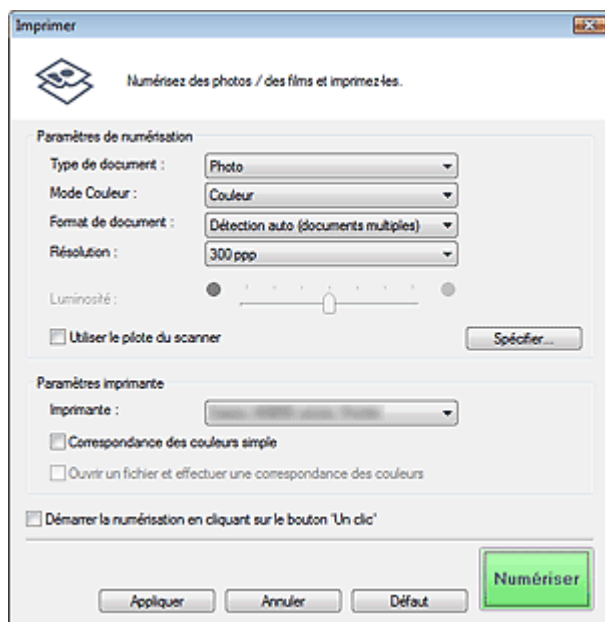 Imprimer
Numérisez des photos / des films et imprimez-les.
Paramètres de numérisation
Type de document :
Photo
Mode Couleur :
Couleur
Format de document :
Détection auto (documents multiples)
Résolution :
300 ppp
Luminosité :
Utiliser le pilote du scanner
Spécifier...
Paramètres imprimante
Imprimante :
Correspondance des couleurs simple
Ouvrir un fichier et effectuer une correspondance des couleurs
Démarrer la numérisation en cliquant sur le bouton "Un clic"
Numériser
Appliquer
Annuler
Défaut